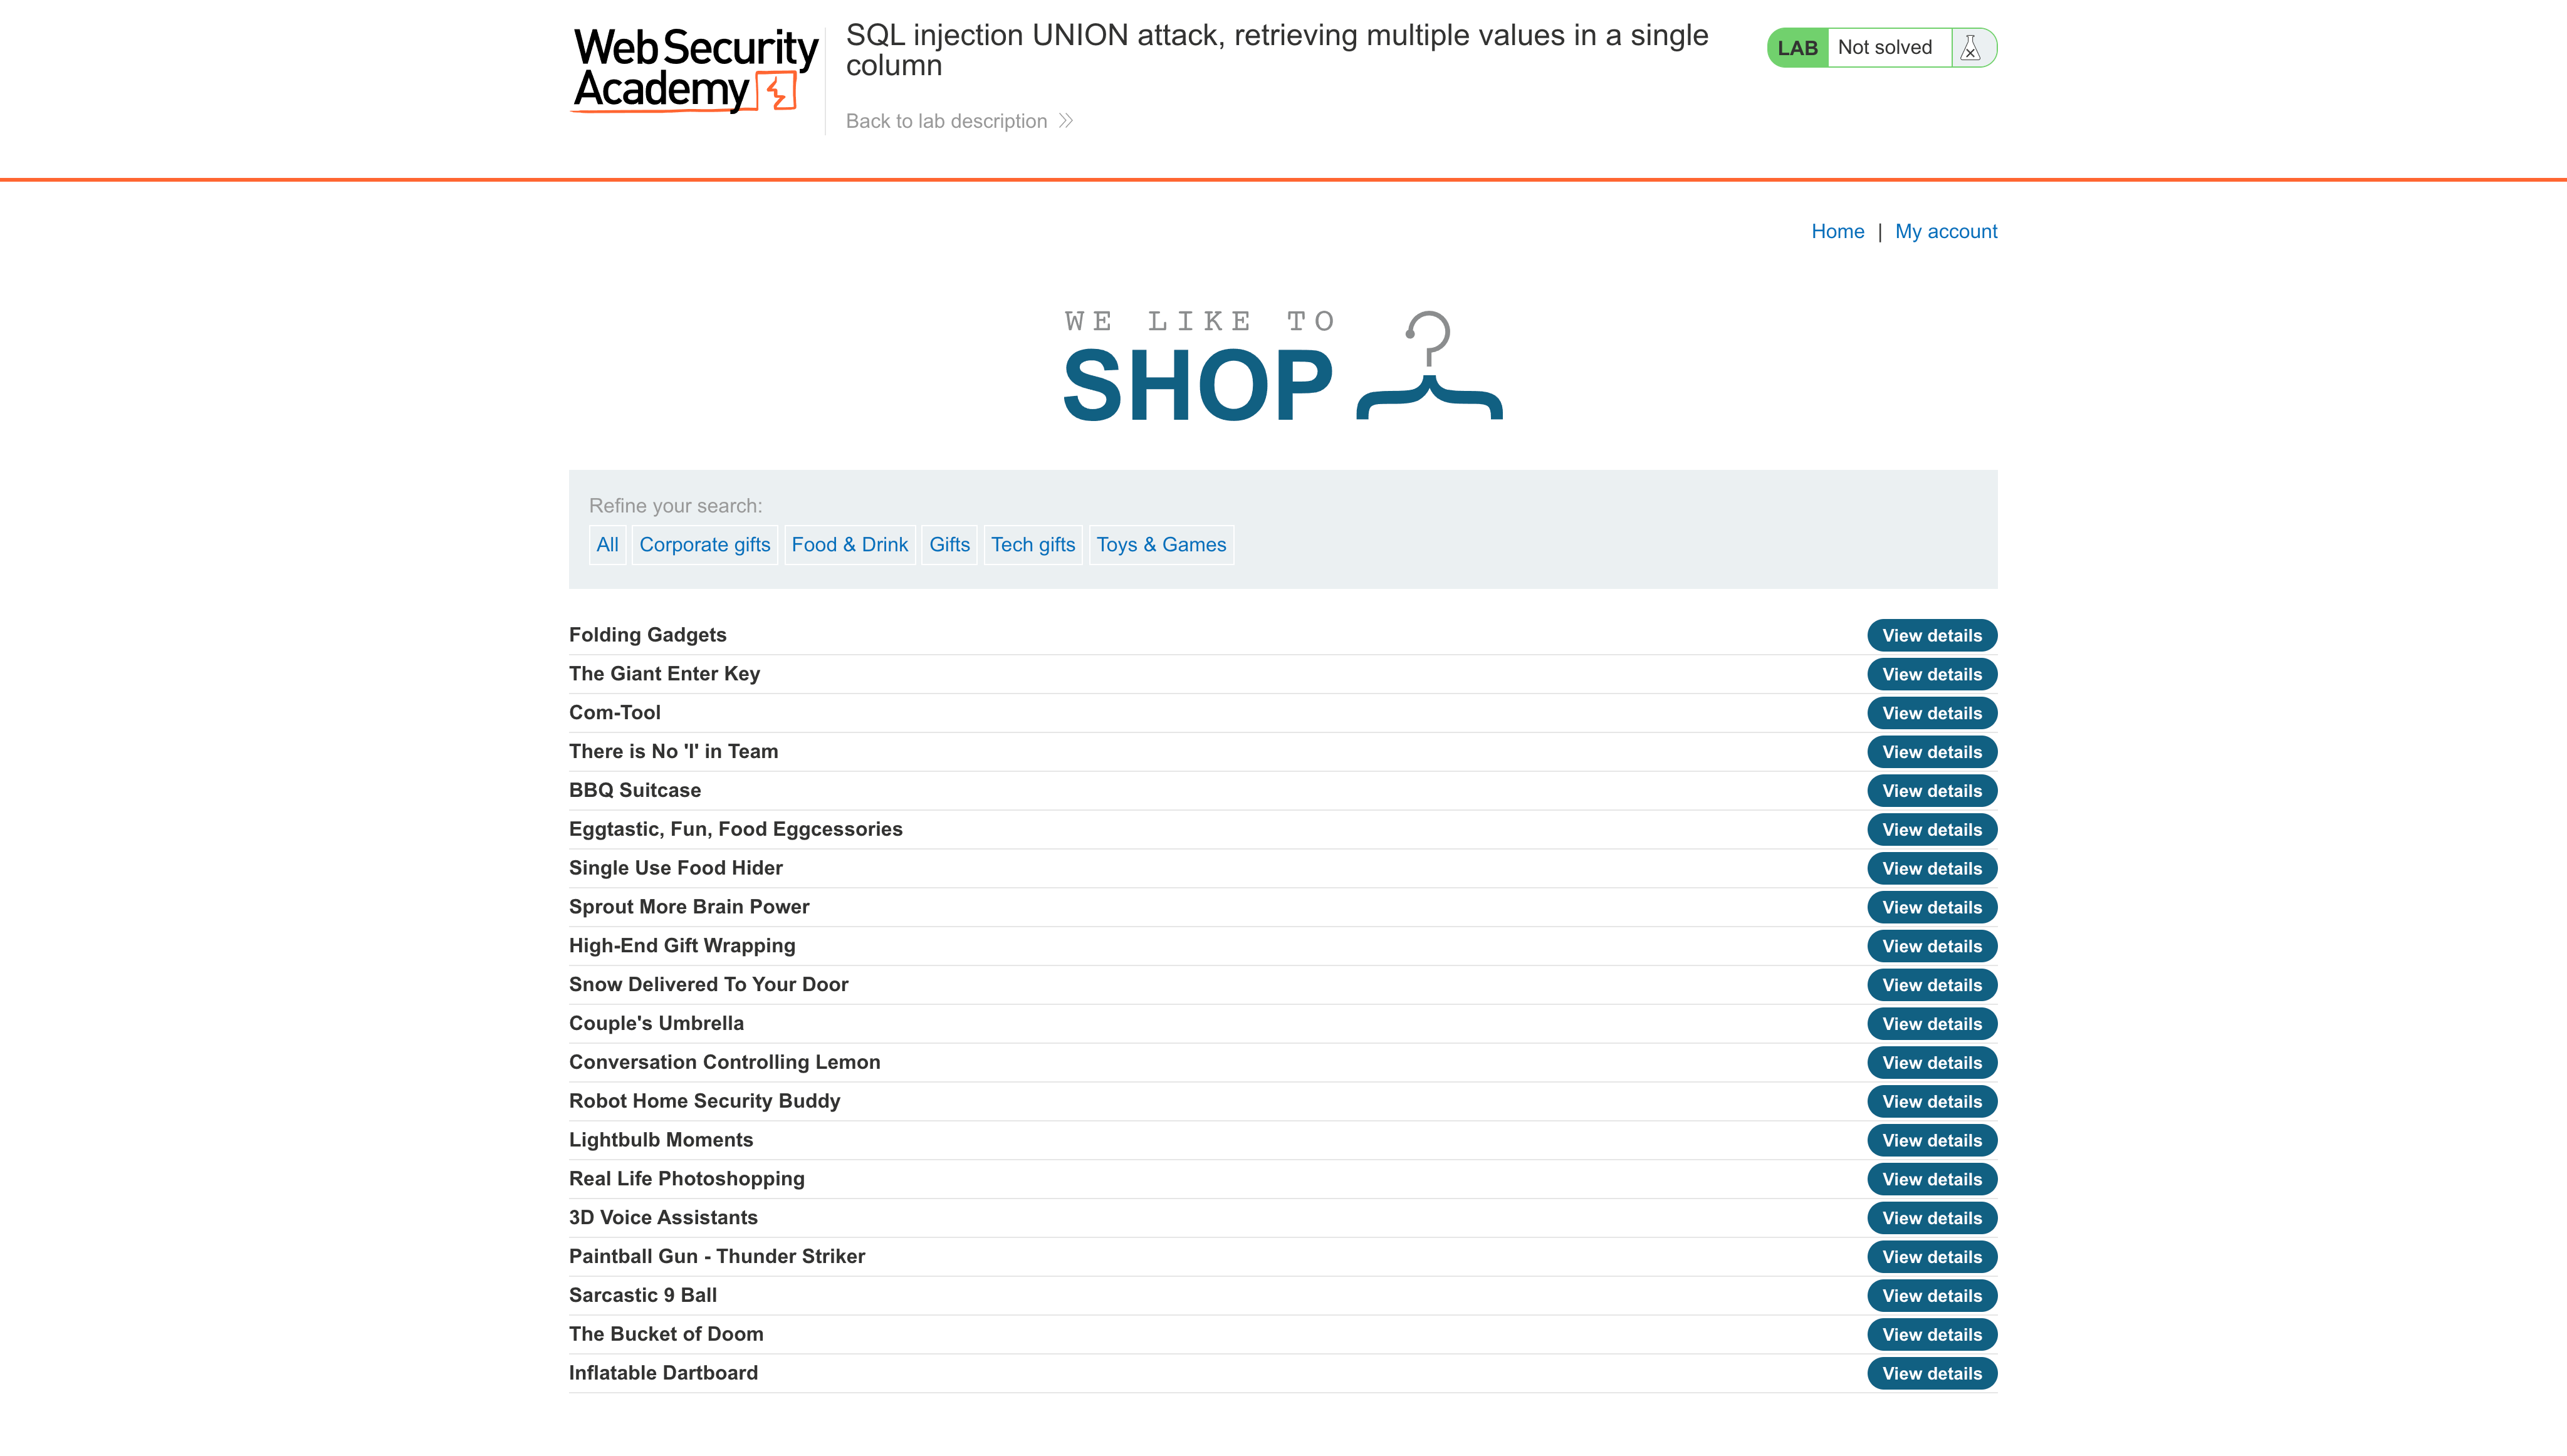 Web Security
Academy
SQL injection UNION attack, retrieving multiple values in a single
column
Back to lab description
LAB Not solved
Home | My account
WE LIKE TO
SHOP
Refine your search:
All Corporate gifts Food & Drink Gifts Tech gifts Toys & Games
Folding Gadgets View details
The Giant Enter Key View details
Com-Tool View details
There is No 'I' in Team View details
BBQ Suitcase View details
Eggtastic, Fun, Food Eggcessories View details
Single Use Food Hider View details
Sprout More Brain Power View details
High-End Gift Wrapping View details
Snow Delivered To Your Door View details
Couple's Umbrella View details
Conversation Controlling Lemon View details
Robot Home Security Buddy View details
Lightbulb Moments View details
Real Life Photoshopping View details
3D Voice Assistants View details
Paintball Gun - Thunder Striker View details
Sarcastic 9 Ball View details
The Bucket of Doom View details
Inflatable Dartboard View details